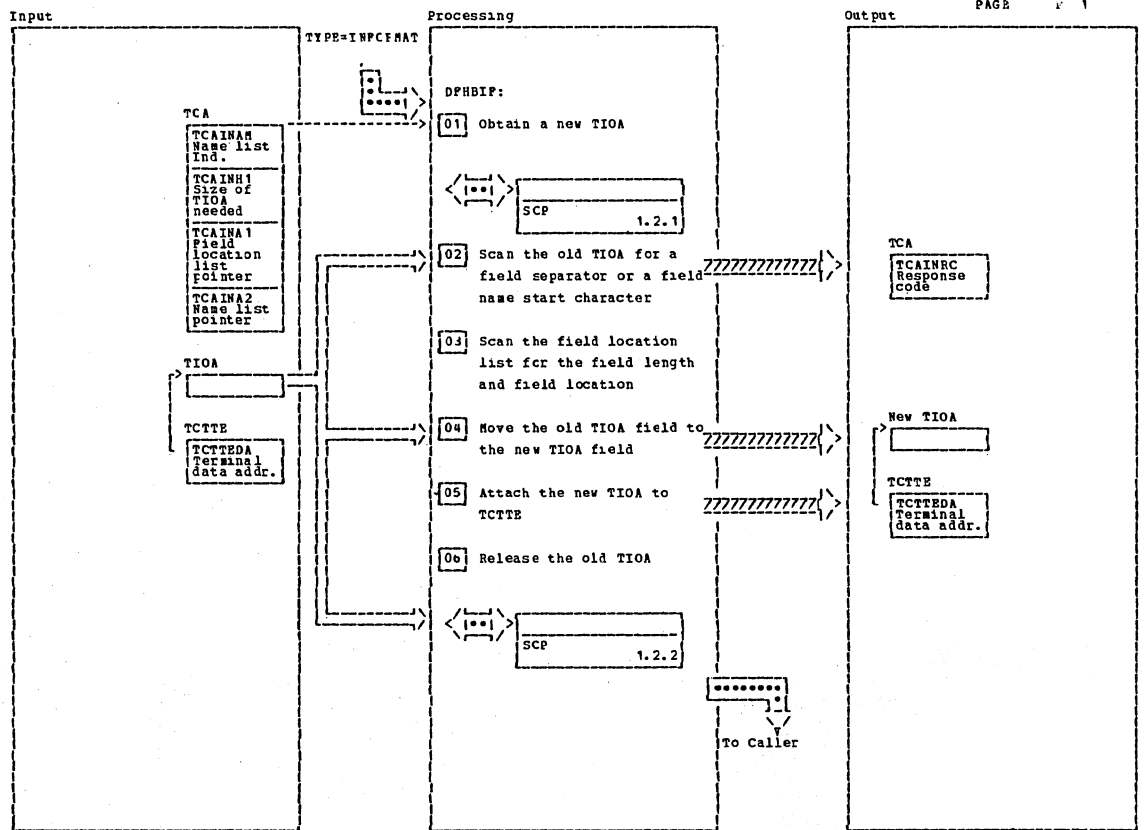 PAGE
Input
Processing
Output
TYPE=INFCRMAT
DFHBIF:
TCA
TCAINAM
Name list
Ind.
TCAINH1
Size of
TIOA
needed
TCAINA1
Field
location
list
pointer
TCAINA2
Name list
pointer
TIOA
TCTTE
TCTTEDA
Terminal
data addr.
01 Obtain a new TIOA
SCP
1.2.1
02 Scan the old TIOA for a
field separator or a field
name start character
03 Scan the field location
list for the field length
and field location
04 Move the old TIOA field to
the new TIOA field
05 Attach the new TIOA to
TCTTE
06 Release the old TIOA
SCP
1.2.2
To Caller
TCA
TCAINRC
Response
code
New TIOA
TCTTE
TCTTEDA
Terminal
data addr.